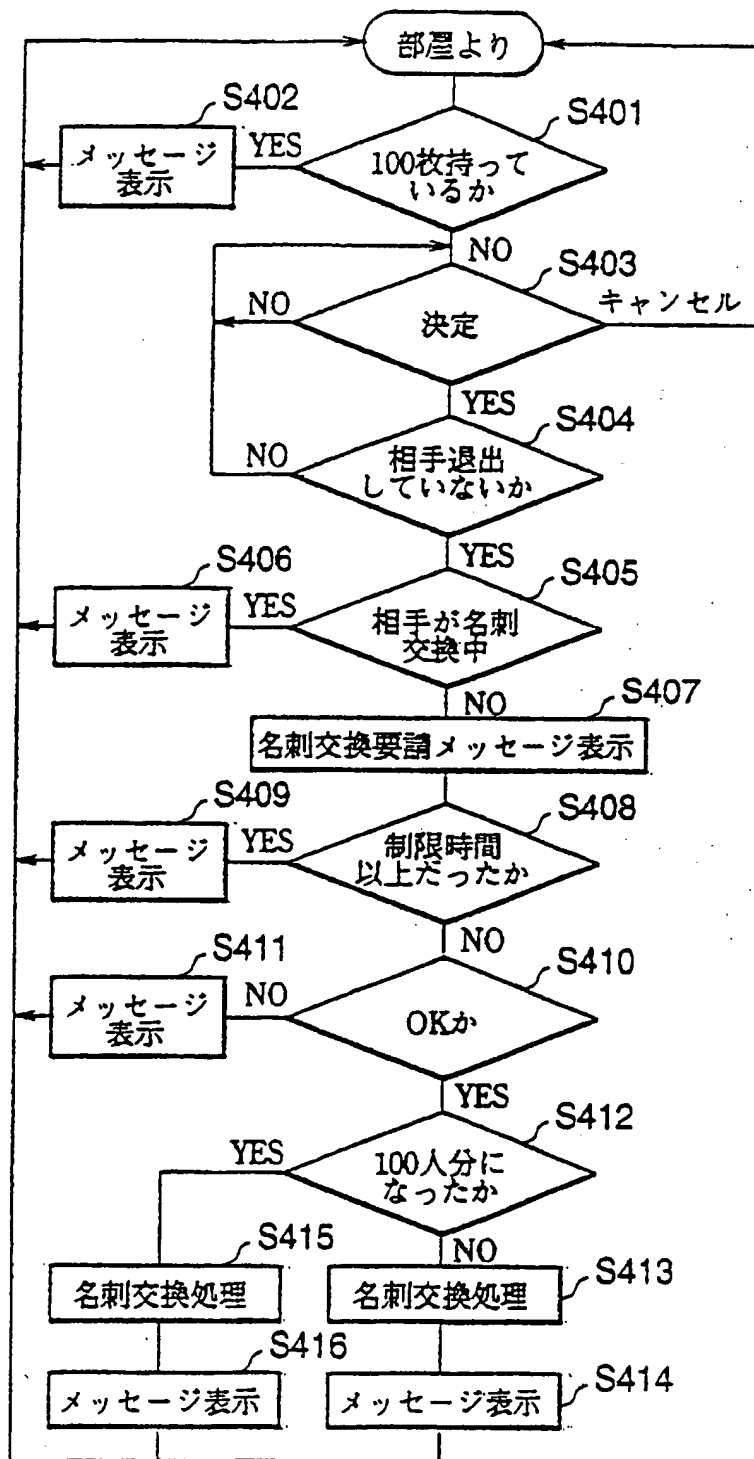 部屋より
S402
S401
メッセージ
表示
YES
100枚持って
いるか
NO
S403
NO
決定
キャンセル
YES
S404
NO
相手退出
していないか
YES
S406
S405
メッセージ
表示
YES
相手が名刺
交換中
NO
S407
名刺交換要請メッセージ表示
S409
S408
メッセージ
表示
YES
制限時間
以上だったか
NO
S411
S410
メッセージ
表示
NO
OKか
YES
S412
YES
100人分に
なったか
S415
NO
S413
名刺交換処理
名刺交換処理
S416
S414
メッセージ表示
メッセージ表示